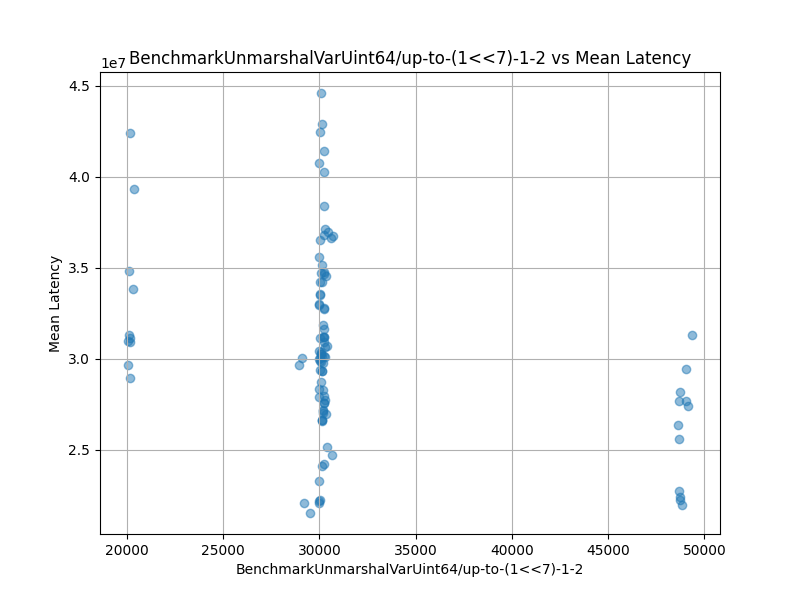 BenchmarkUnmarshalVarUint64/up-to-(1<<7)-1-2 vs Mean Latency
1e7
4.5
4.0
3.5
3.0
2.5
Mean Latency
20000 25000 30000 35000 40000 45000 50000
BenchmarkUnmarshalVarUint64/up-to-(1<<7)-1-2